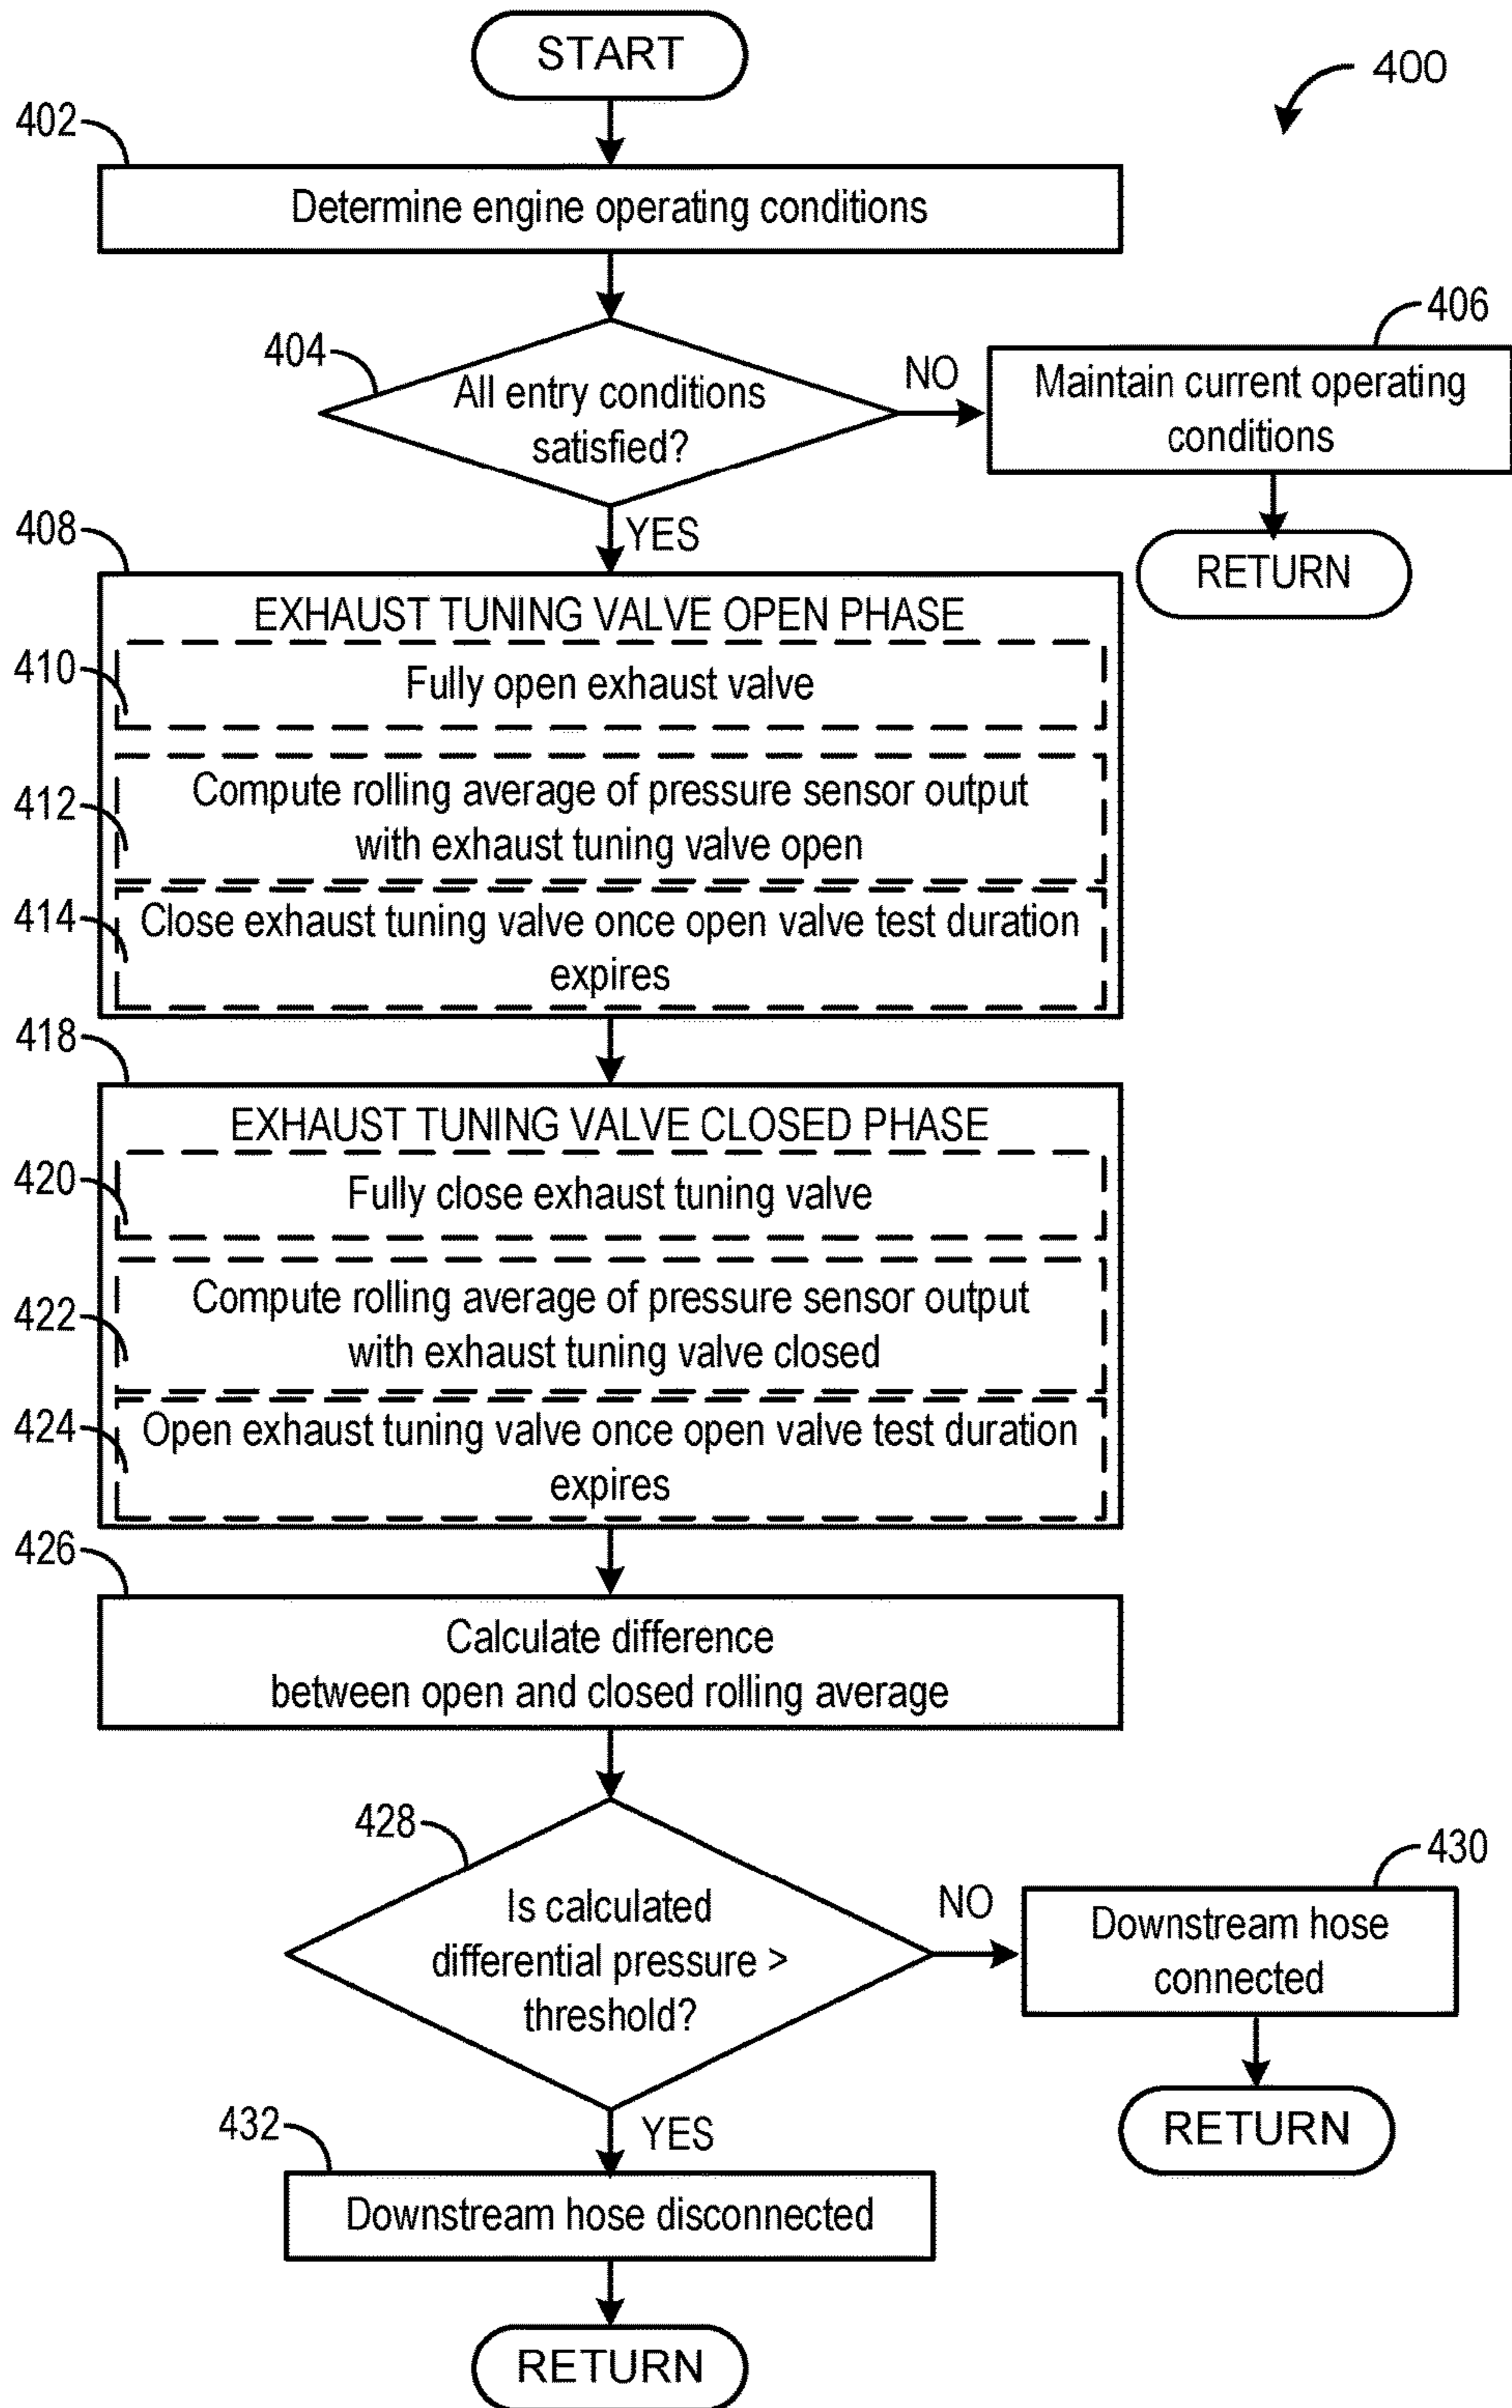 START
400
402
Determine engine operating conditions
404
All entry conditions
satisfied?
NO
406
Maintain current operating
conditions
RETURN
YES
408
EXHAUST TUNING VALVE OPEN PHASE
410
Fully open exhaust valve
412
Compute rolling average of pressure sensor output
with exhaust tuning valve open
414
Close exhaust tuning valve once open valve test duration
expires
418
EXHAUST TUNING VALVE CLOSED PHASE
420
Fully close exhaust tuning valve
422
Compute rolling average of pressure sensor output
with exhaust tuning valve closed
424
Open exhaust tuning valve once open valve test duration
expires
426
Calculate difference
between open and closed rolling average
428
Is calculated
differential pressure >
threshold?
NO
430
Downstream hose
connected
RETURN
YES
432
Downstream hose disconnected
RETURN